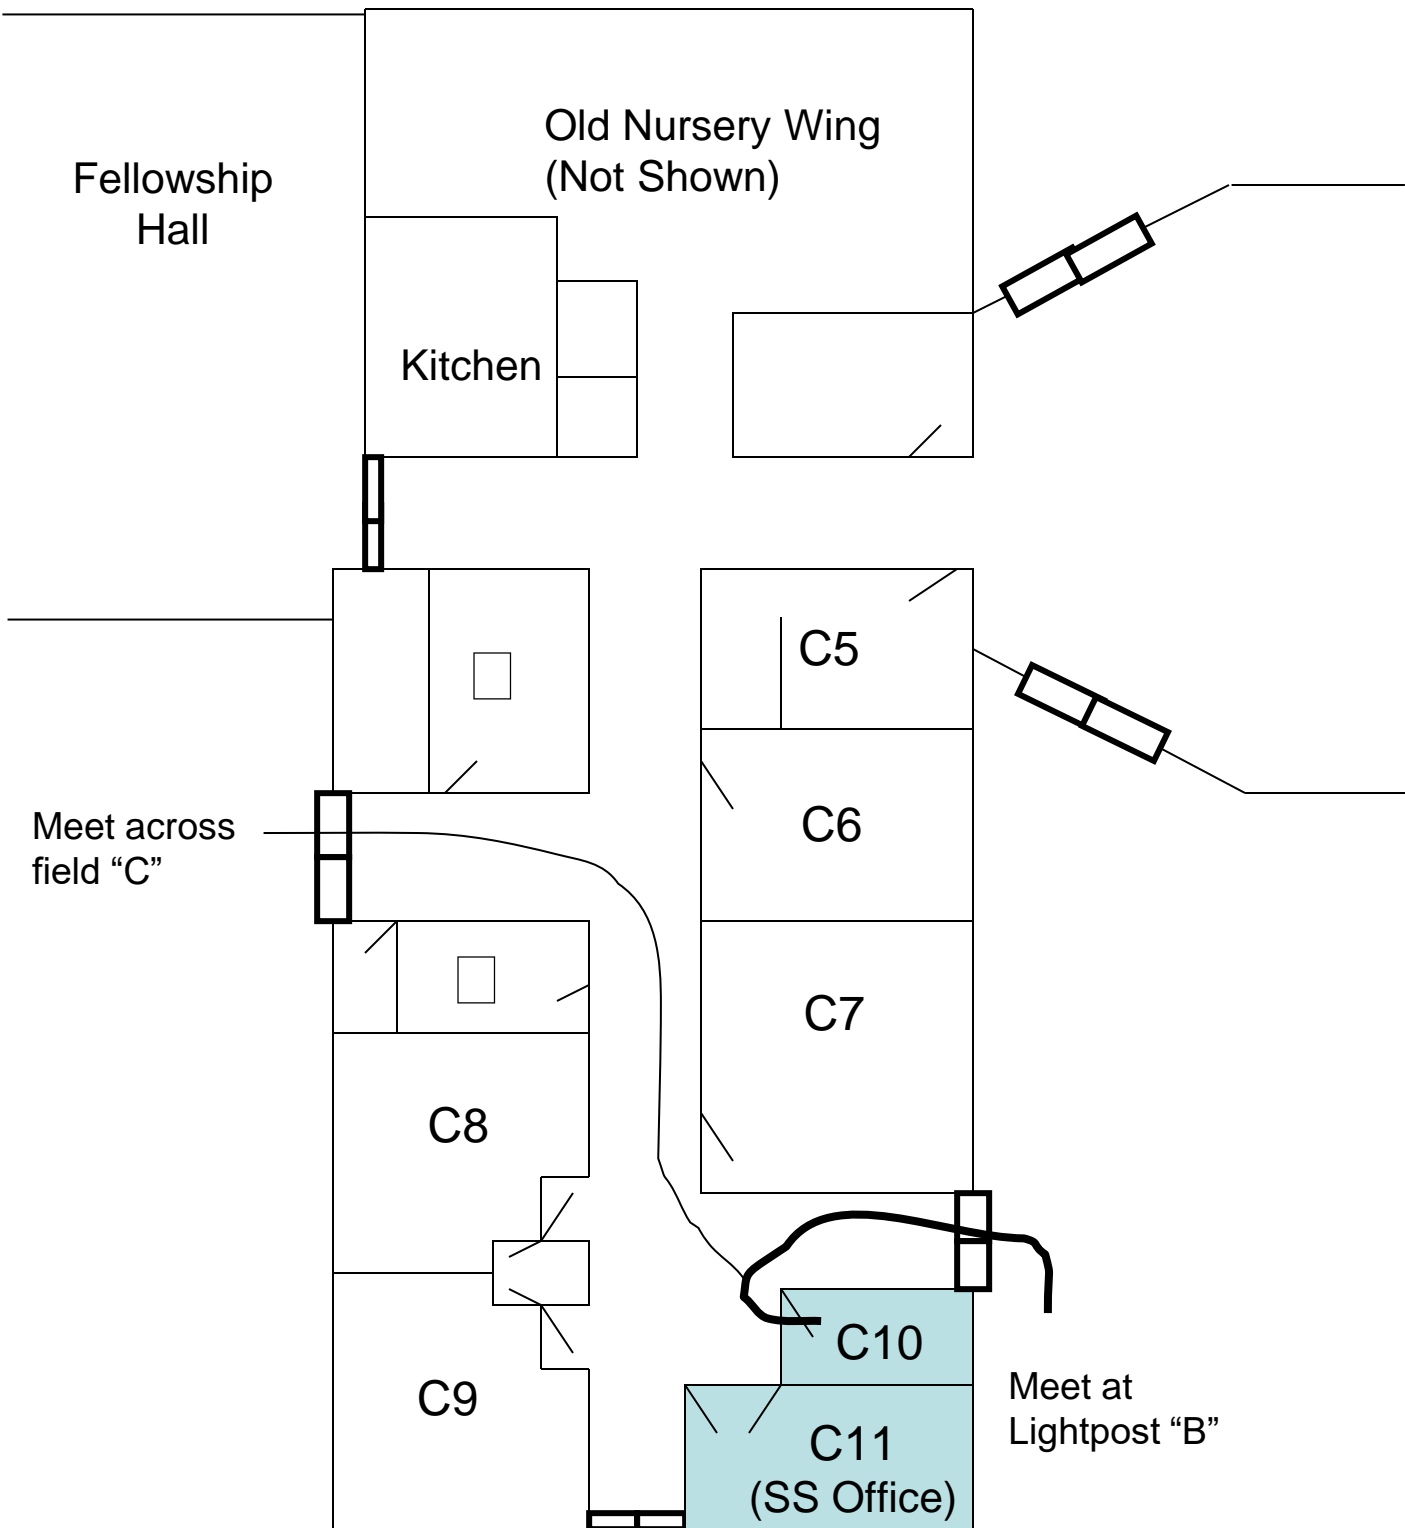 Old Nursery Wing
(Not Shown)
Fellowship
Hall
Kitchen
C5
C6
Meet across
field “C”
C7
C8
C10
C9
Meet at
Lightpost “B”
C11
(SS Office)